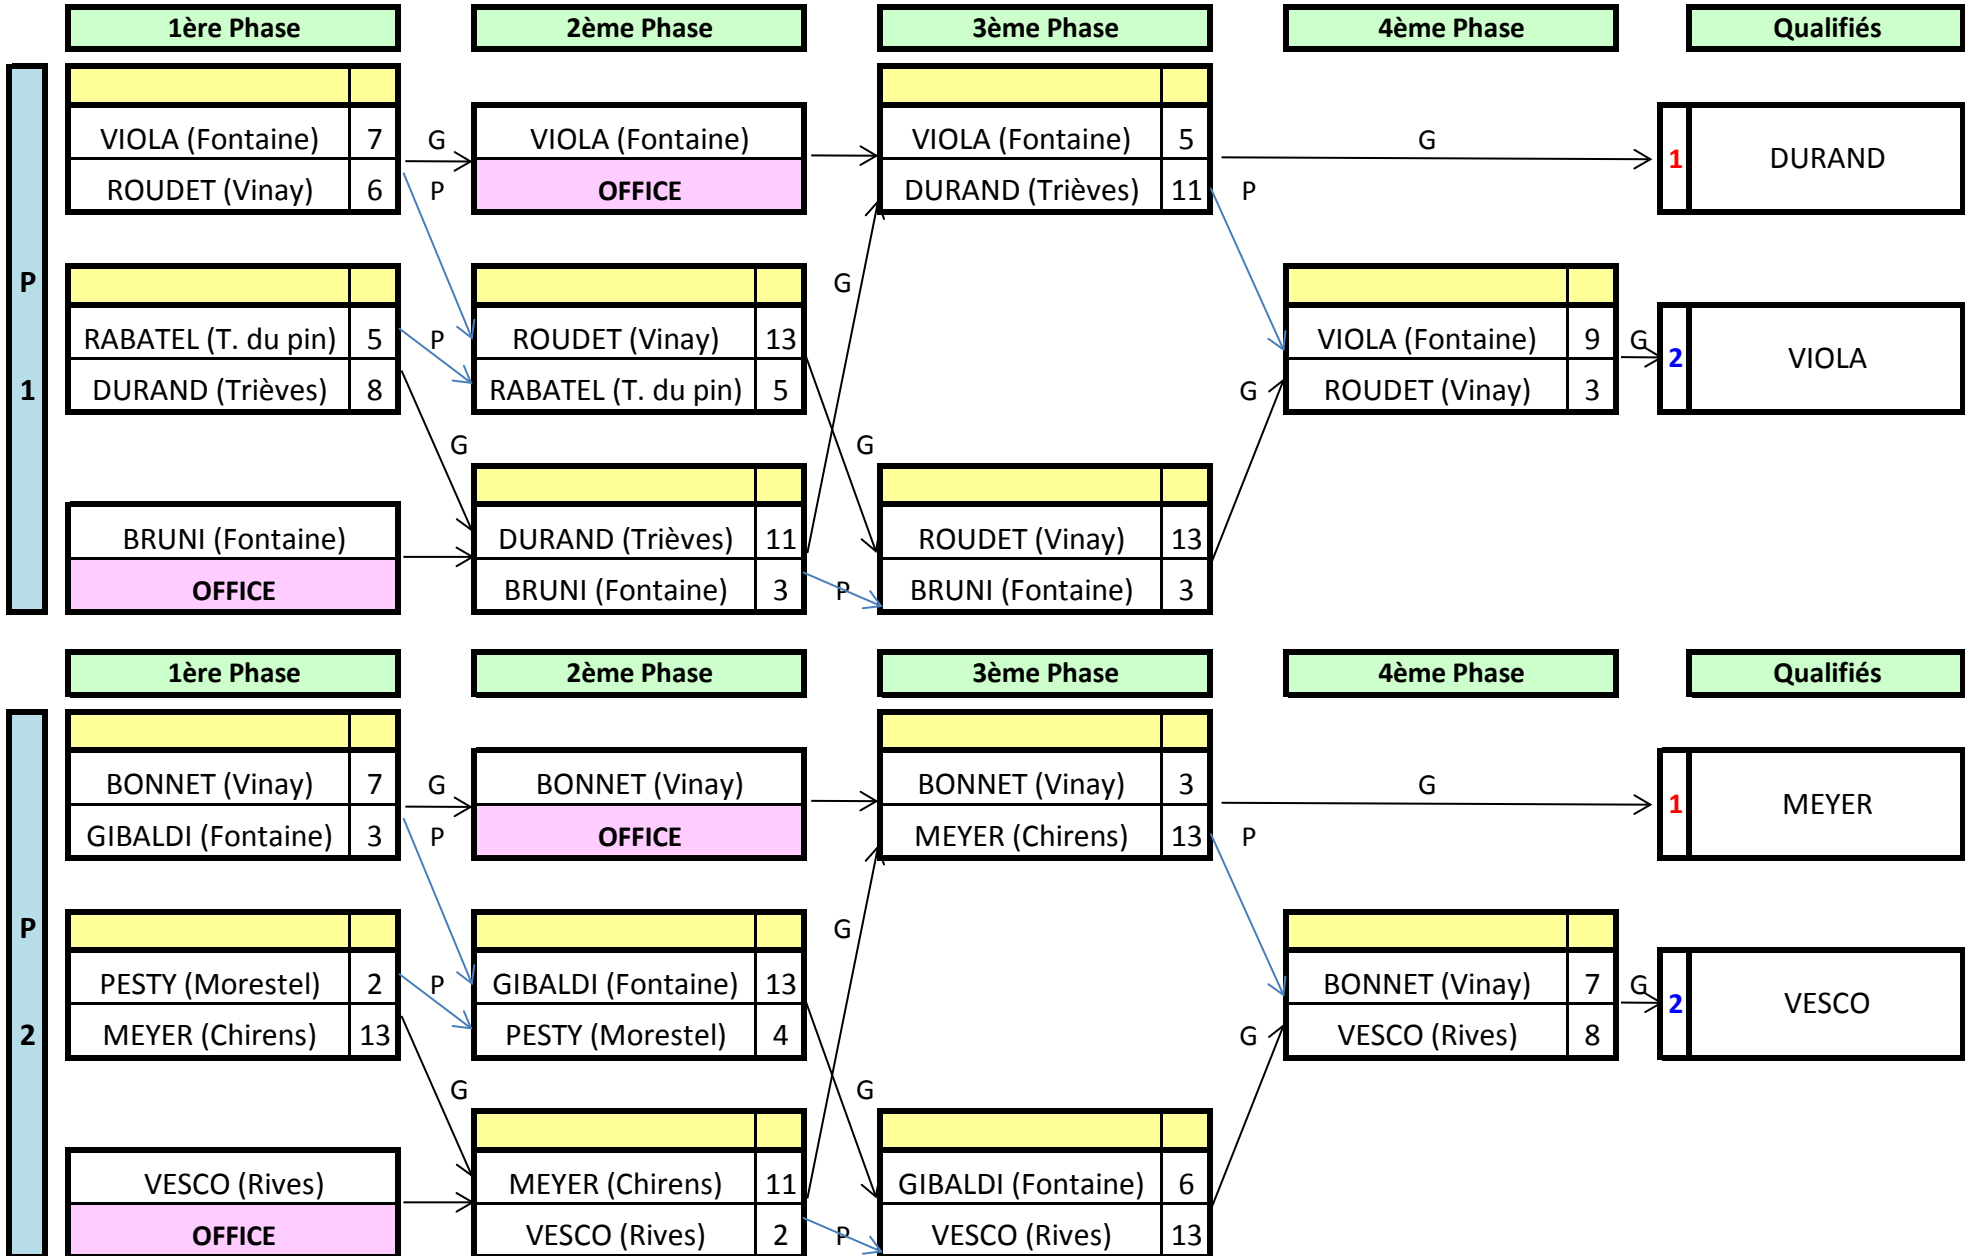 1ère Phase 2ème Phase 3ème Phase 4ème Phase Qualifiés
VIOLA (Fontaine) 7 G VIOLA (Fontaine) VIOLA (Fontaine) 5 G 1 DURAND
ROUDET (Vinay) 6 P OFFICE DURAND (Trièves) 11 P
P G
RABATEL (T. du pin) 5 P ROUDET (Vinay) 13 VIOLA (Fontaine) 9 G 2 VIOLA
1 DURAND (Trièves) 8 RABATEL (T. du pin) 5 G ROUDET (Vinay) 3
G G
BRUNI (Fontaine) DURAND (Trièves) 11 ROUDET (Vinay) 13
OFFICE BRUNI (Fontaine) 3 P BRUNI (Fontaine) 3
1ère Phase 2ème Phase 3ème Phase 4ème Phase Qualifiés
BONNET (Vinay) 7 G BONNET (Vinay) BONNET (Vinay) 3 G 1 MEYER
GIBALDI (Fontaine) 3 P OFFICE MEYER (Chirens) 13 P
P G
PESTY (Morestel) 2 P GIBALDI (Fontaine) 13 BONNET (Vinay) 7 G 2 VESCO
2 MEYER (Chirens) 13 PESTY (Morestel) 4 G VESCO (Rives) 8
G G
VESCO (Rives) MEYER (Chirens) 11 GIBALDI (Fontaine) 6
OFFICE VESCO (Rives) 2 P VESCO (Rives) 13